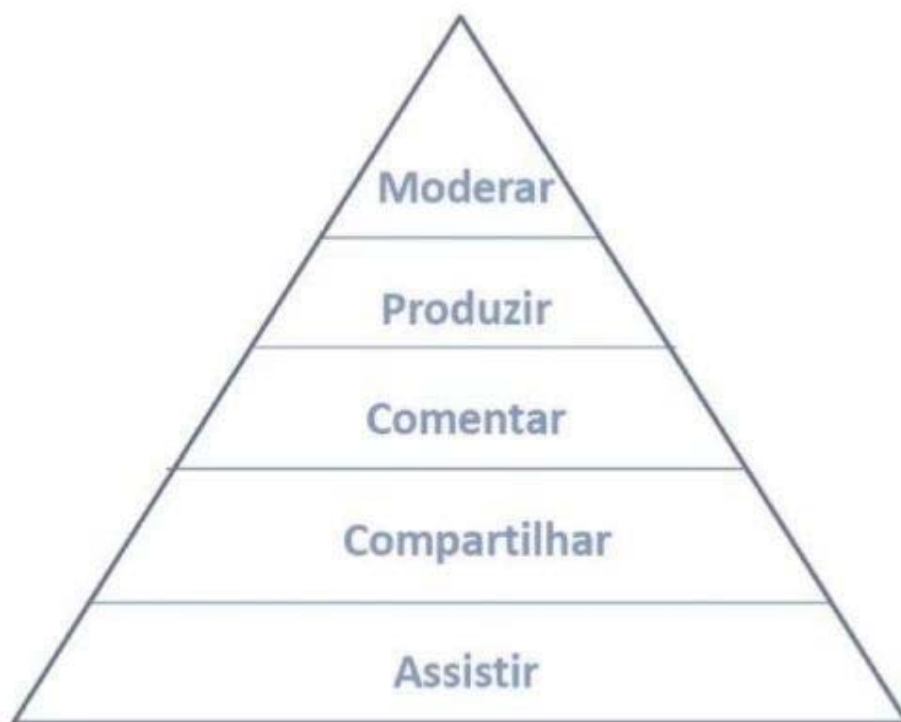 Moderar
Produzir
Comentar
Compartilhar
Assistir